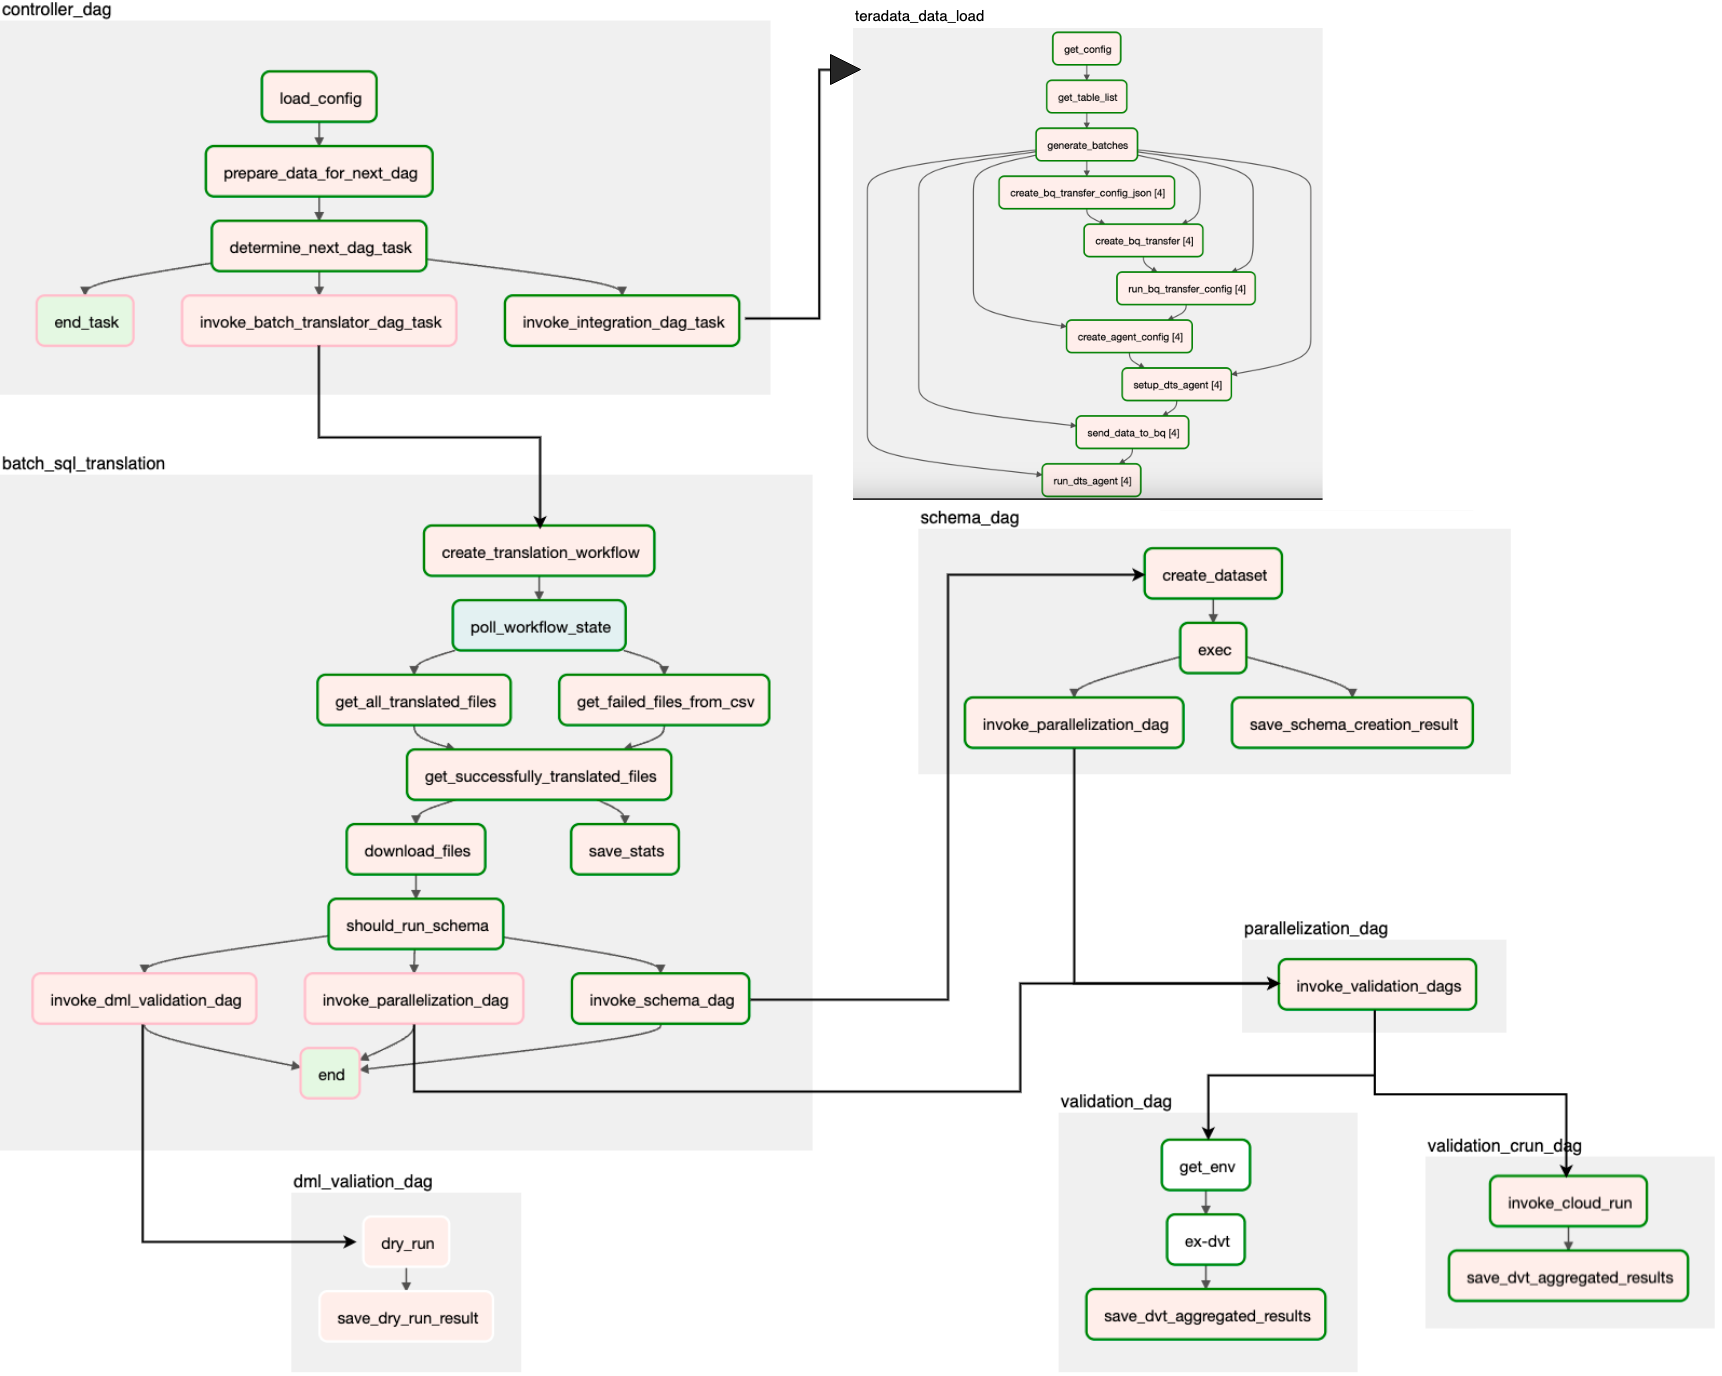 controller_dag
load_config
prepare_data_for_next_dag
determine_next_dag_task
end_task
invoke_batch_translator_dag_task
invoke_integration_dag_task
teradata_data_load
get_config
get_table_list
generate_batches
create_bq_transfer_config_json [4]
create_bq_transfer [4]
run_bq_transfer_config [4]
create_agent_config [4]
setup_dts_agent [4]
send_data_to_bq [4]
run_dts_agent [4]
batch_sql_translation
create_translation_workflow
poll_workflow_state
get_all_translated_files
get_failed_files_from_csv
get_successfully_translated_files
download_files
save_stats
should_run_schema
invoke_dml_validation_dag
invoke_parallelization_dag
invoke_schema_dag
end
schema_dag
create_dataset
exec
invoke_parallelization_dag
save_schema_creation_result
parallelization_dag
invoke_validation_dags
dml_valiation_dag
dry_run
save_dry_run_result
validation_dag
get_env
ex-dvt
save_dvt_aggregated_results
validation_crun_dag
invoke_cloud_run
save_dvt_aggregated_results